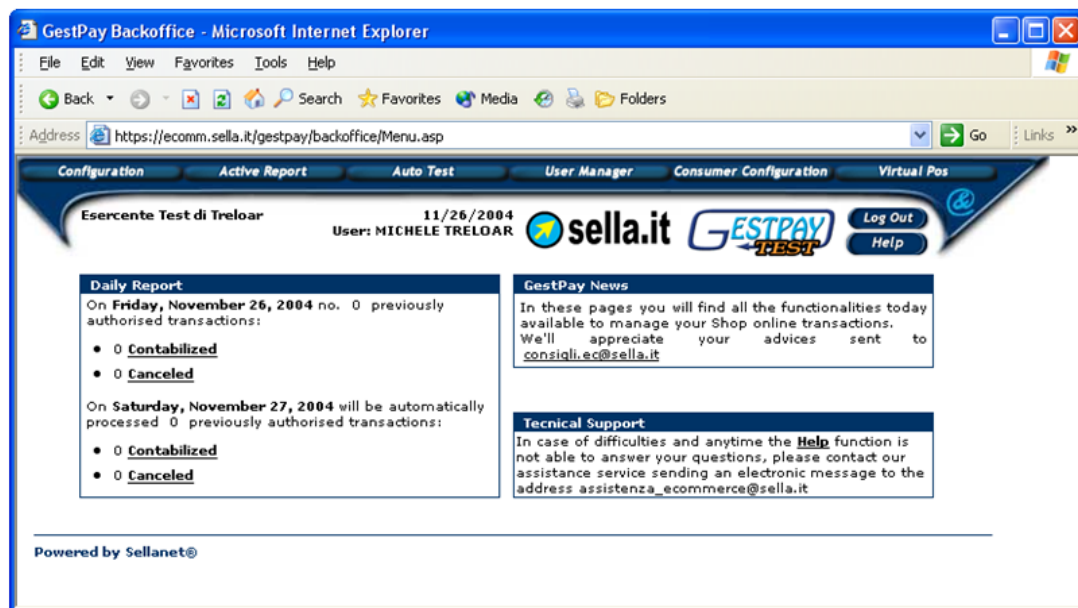 GestPay Backoffice - Microsoft Internet Explorer
File Edit View Favorites Tools Help
Back Search Favorites Media Folders
Address https://ecomm.sella.it/gestpay/backoffice/Menu.asp Go Links »
Configuration Active Report Auto Test User Manager Consumer Configuration Virtual Pos
&
Esercente Test di Treloar 11/26/2004
User: MICHELE TRELOAR
sella.it
GESTPAY
TEST
Log Out
Help
Daily Report
On Friday, November 26, 2004 no. 0 previously
authorised transactions:
• 0 Contabilized
• 0 Canceled
On Saturday, November 27, 2004 will be automatically
processed 0 previously authorised transactions:
• 0 Contabilized
• 0 Canceled
GestPay News
In these pages you will find all the functionalities today
available to manage your Shop online transactions.
We'll appreciate your advices sent to
consigli.ec@sella.it
Tecnical Support
In case of difficulties and anytime the Help function is
not able to answer your questions, please contact our
assistance service sending an electronic message to the
address assistenza_ecommerce@sella.it
Powered by Sellanet®